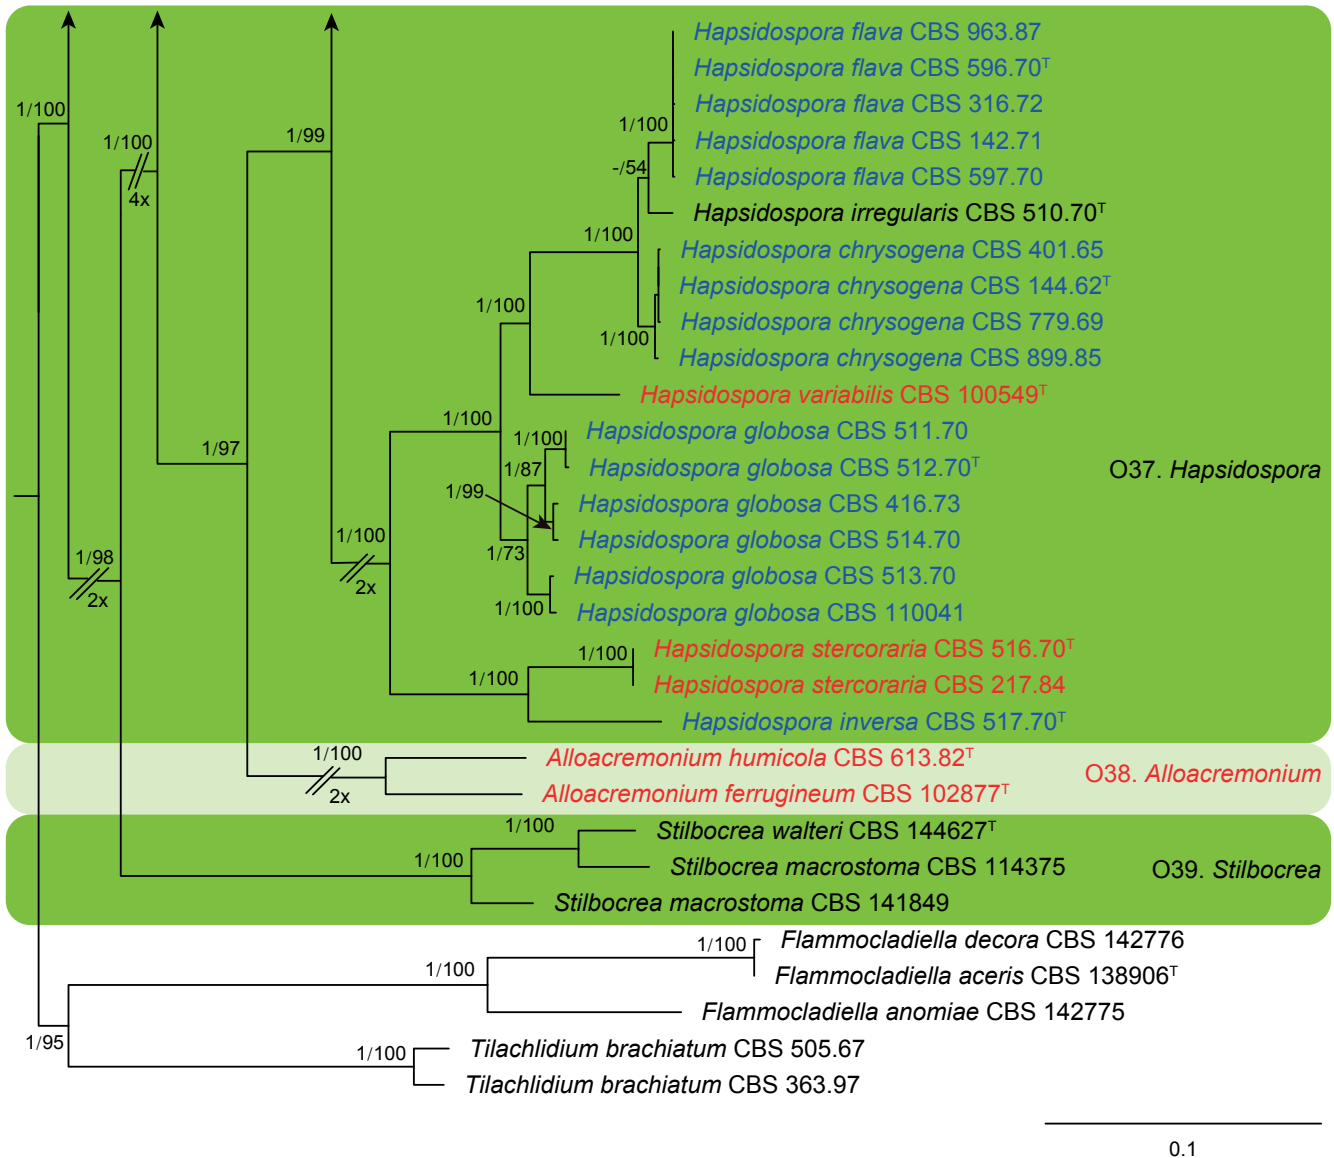 Hapsidospora flava CBS 963.87
Hapsidospora flava CBS 596.70ᵀ
1/100
Hapsidospora flava CBS 316.72
1/100
1/100
1/99
Hapsidospora flava CBS 142.71
-/54
Hapsidospora flava CBS 597.70
4x
Hapsidospora irregularis CBS 510.70ᵀ
1/100
Hapsidospora chrysogena CBS 401.65
Hapsidospora chrysogena CBS 144.62ᵀ
1/100
Hapsidospora chrysogena CBS 779.69
1/100
Hapsidospora chrysogena CBS 899.85
Hapsidospora variabilis CBS 100549ᵀ
1/100
1/100
Hapsidospora globosa CBS 511.70
1/97
1/87
Hapsidospora globosa CBS 512.70ᵀ
O37. Hapsidospora
1/99
Hapsidospora globosa CBS 416.73
1/100
Hapsidospora globosa CBS 514.70
1/98
1/73
Hapsidospora globosa CBS 513.70
2x
2x
1/100
Hapsidospora globosa CBS 110041
1/100
Hapsidospora stercoraria CBS 516.70ᵀ
1/100
Hapsidospora stercoraria CBS 217.84
Hapsidospora inversa CBS 517.70ᵀ
1/100
Alloacremonium humicola CBS 613.82ᵀ
O38. Alloacremonium
2x
Alloacremonium ferrugineum CBS 102877ᵀ
1/100
Stilbocrea walteri CBS 144627ᵀ
1/100
Stilbocrea macrostoma CBS 114375
O39. Stilbocrea
Stilbocrea macrostoma CBS 141849
1/100
Flammocladiella decora CBS 142776
1/100
Flammocladiella aceris CBS 138906ᵀ
Flammocladiella anomiae CBS 142775
1/95
1/100
Tilachlidium brachiatum CBS 505.67
Tilachlidium brachiatum CBS 363.97
0.1